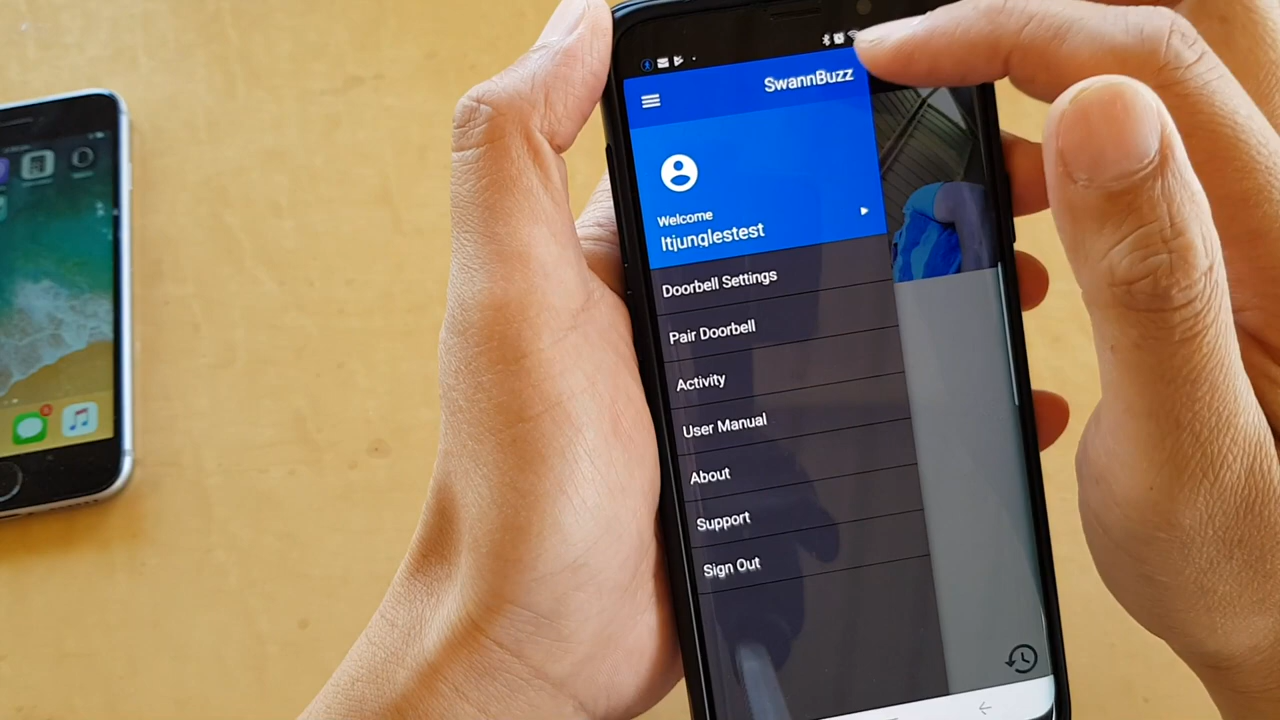 SwannBuzz
Welcome
Itjunglestest
Doorbell Settings
Pair Doorbell
Activity
User Manual
About
Support
Sign Out